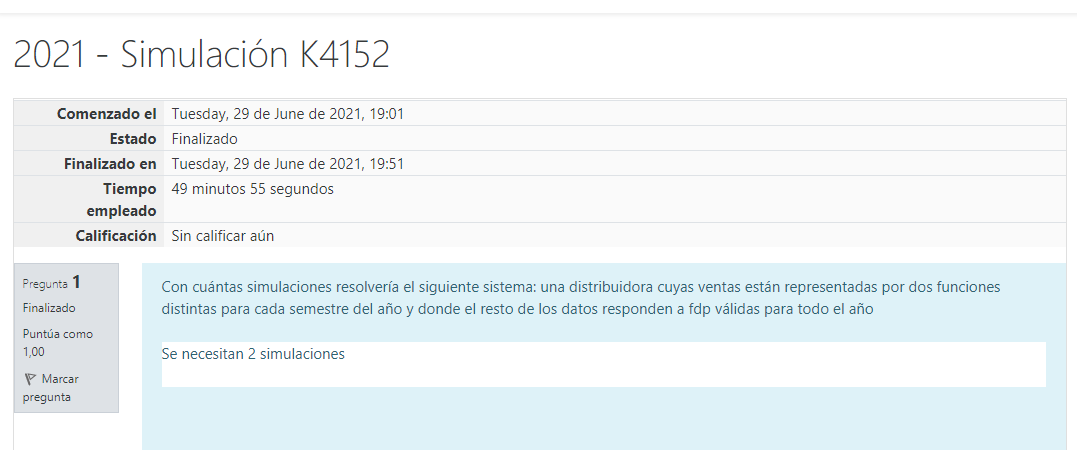 2021 - Simulación K4152
Comenzado el Tuesday, 29 de June de 2021, 19:01
Estado Finalizado
Finalizado en Tuesday, 29 de June de 2021, 19:51
Tiempo 49 minutos 55 segundos
empleado
Calificación Sin calificar aún
Pregunta 1
Finalizado
Puntúa como
1,00
Marcar
pregunta
Con cuántas simulaciones resolvería el siguiente sistema: una distribuidora cuyas ventas están representadas por dos funciones
distintas para cada semestre del año y donde el resto de los datos responden a fdp válidas para todo el año
Se necesitan 2 simulaciones